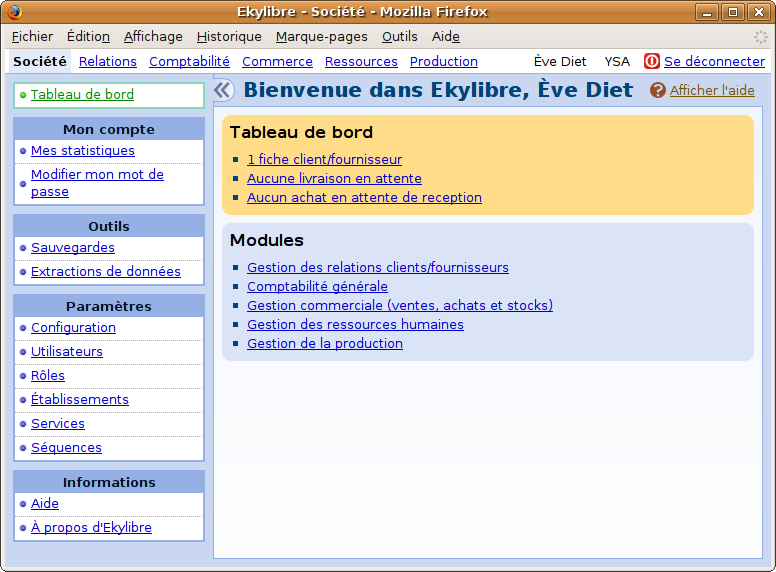 Ekylibre - Société - Mozilla Firefox
Fichier Édition Affichage Historique Marque-pages Outils Aide
Société Relations Comptabilité Commerce Ressources Production Ève Diet YSA Se déconnecter
Tableau de bord
Mon compte
Mes statistiques
Modifier mon mot de
passe
Outils
Sauvegardes
Extractions de données
Paramètres
Configuration
Utilisateurs
Rôles
Établissements
Services
Séquences
Informations
Aide
À propos d'Ekylibre
Bienvenue dans Ekylibre, Ève Diet
Afficher l'aide
Tableau de bord
1 fiche client/fournisseur
Aucune livraison en attente
Aucun achat en attente de reception
Modules
Gestion des relations clients/fournisseurs
Comptabilité générale
Gestion commerciale (ventes, achats et stocks)
Gestion des ressources humaines
Gestion de la production